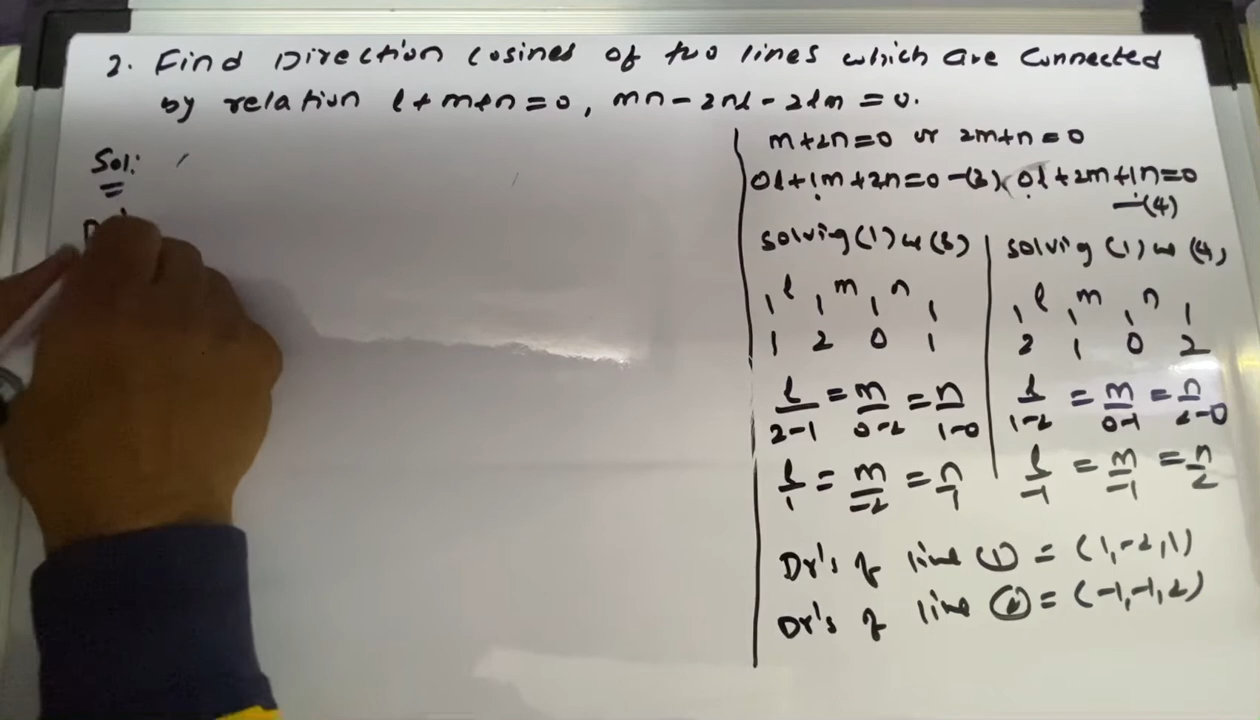 2. Find Direction Cosines of two lines which are Connected
by relation l+m+n=0, mn-2nl-2lm=0.
Sol:
D
m+2n=0 or 2m+n=0
0l+1m+2n=0-(3), 0l+2m+1n=0
-(4)
solving (1) & (3)
l m n
1 1 1 1
1 2 0 1
l/2-1 = m/0-2 = n/1-0
l/1 = m/-2 = n/1
solving (1) & (4)
l m n
1 1 1 1
2 1 0 2
l/1-2 = m/0-1 = n/2-0
l/-1 = m/-1 = n/2
Dr's of line (1) = (1,-2,1)
Dr's of line (2) = (-1,-1,2)